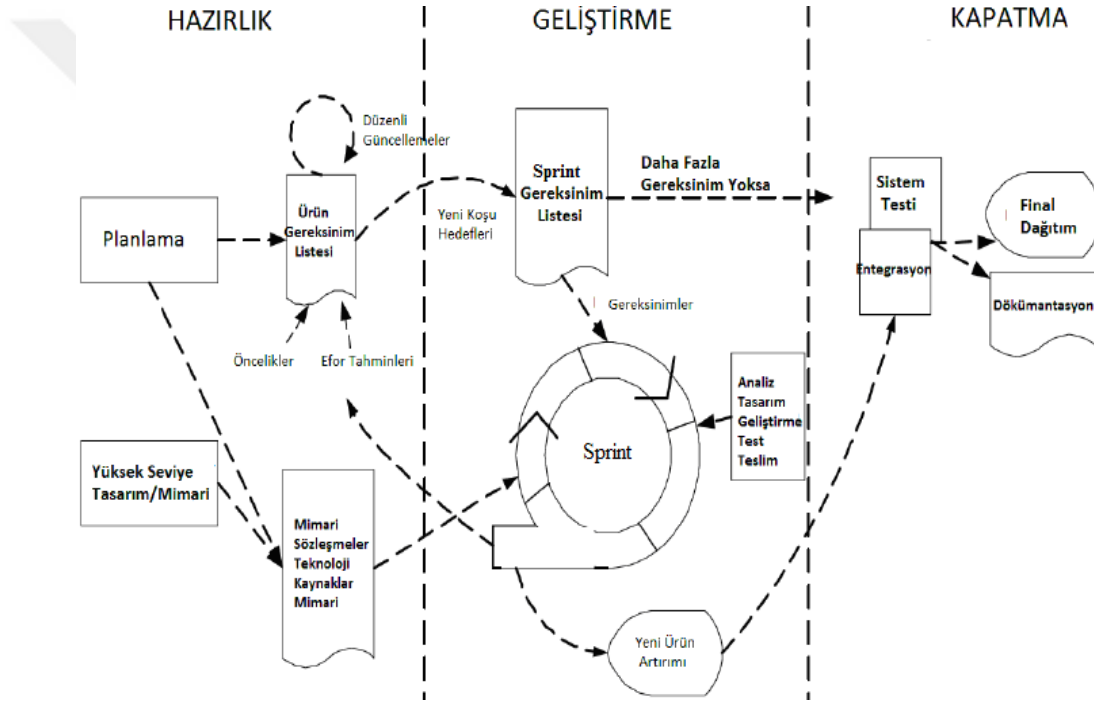 HAZIRLIK
GELİŞTİRME
KAPATMA
Düzenli
Güncellemeler
Planlama
Ürün
Gereksinim
Listesi
Yeni Koşu
Hedefleri
Sprint
Gereksinim
Listesi
Daha Fazla
Gereksinim Yoksa
Sistem
Testi
Entegrasyon
Final
Dağıtım
Dökümantasyon
Öncelikler
Efor Tahminleri
Gereksinimler
Sprint
Analiz
Tasarım
Geliştirme
Test
Teslim
Yüksek Seviye
Tasarım/Mimari
Mimari
Sözleşmeler
Teknoloji
Kaynaklar
Mimari
Yeni Ürün
Artırımı